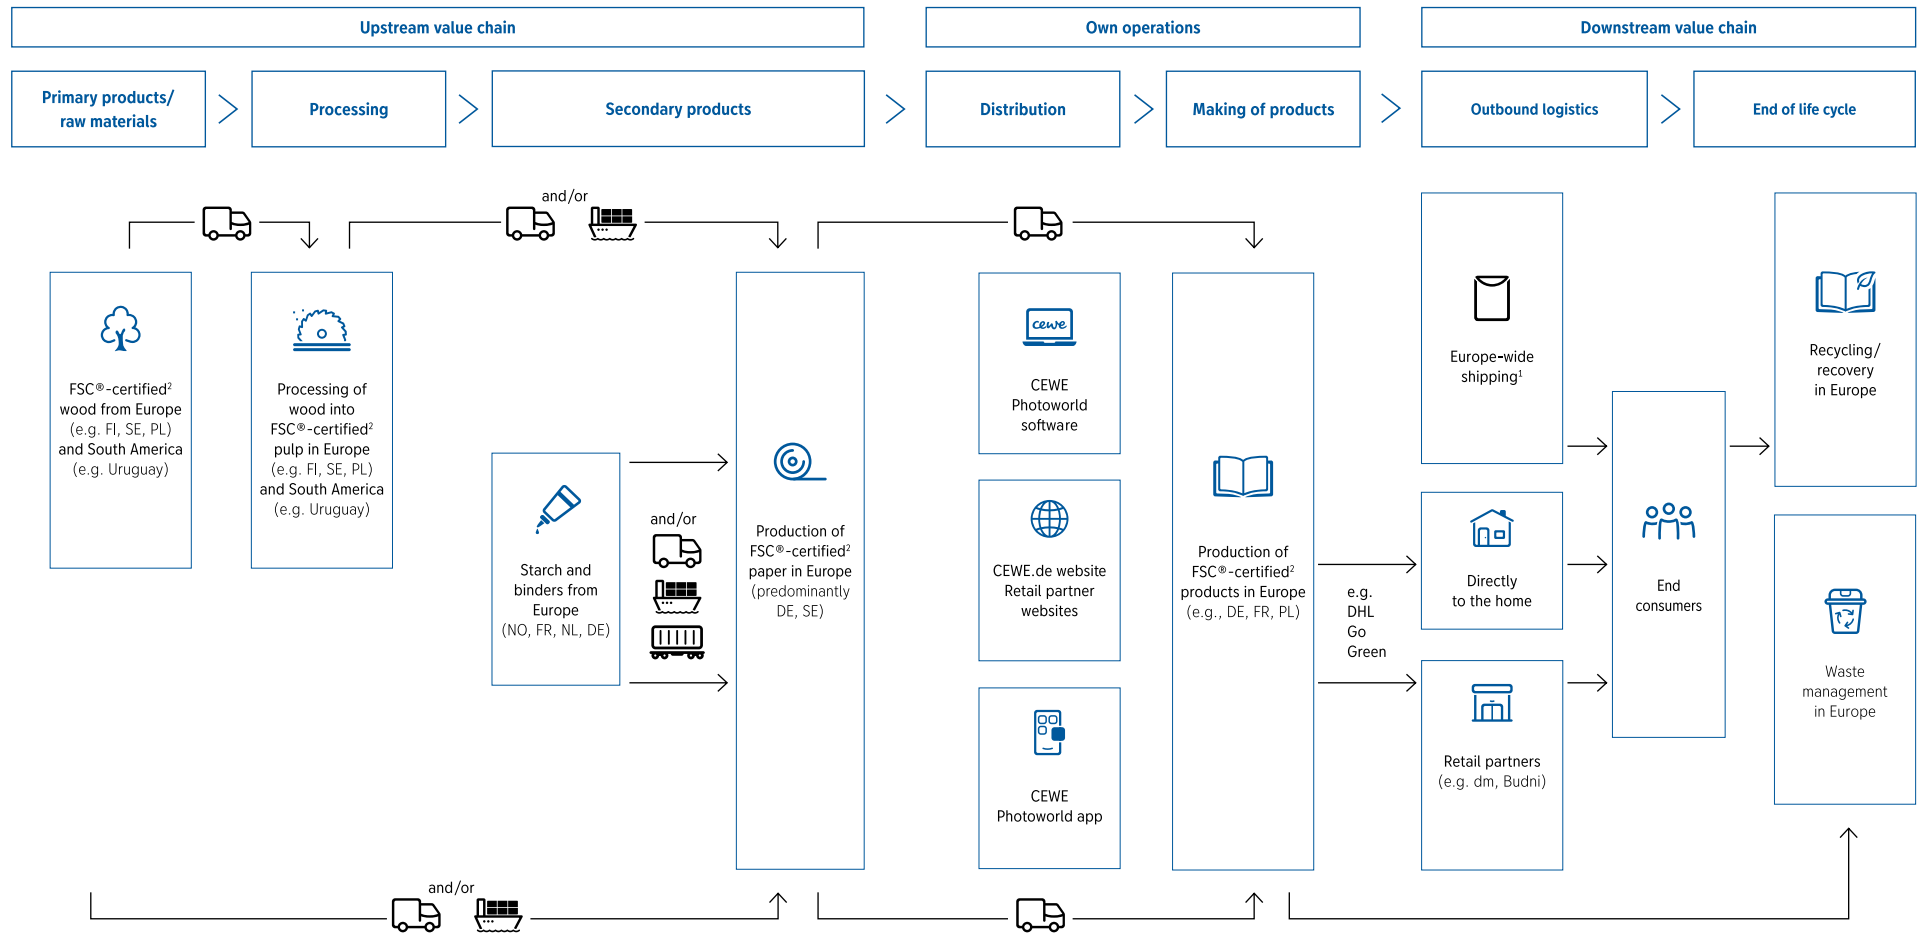 Upstream value chain
Own operations
Downstream value chain
Primary products/
raw materials
Processing
Secondary products
Distribution
Making of products
Outbound logistics
End of life cycle
and/or
FSC®-certified²
wood from Europe
(e.g. FI, SE, PL)
and South America
(e.g. Uruguay)
Processing of
wood into
FSC®-certified²
pulp in Europe
(e.g. FI, SE, PL)
and South America
(e.g. Uruguay)
Starch and
binders from
Europe
(NO, FR, NL, DE)
and/or
Production of
FSC®-certified²
paper in Europe
(predominantly
DE, SE)
cewe
CEWE
Photoworld
software
CEWE.de website
Retail partner
websites
CEWE
Photoworld app
Production of
FSC®-certified²
products in Europe
(e.g., DE, FR, PL)
e.g.
DHL
Go
Green
Europe-wide
shipping¹
Directly
to the home
Retail partners
(e.g. dm, Budni)
End
consumers
Recycling/
recovery
in Europe
Waste
management
in Europe
and/or